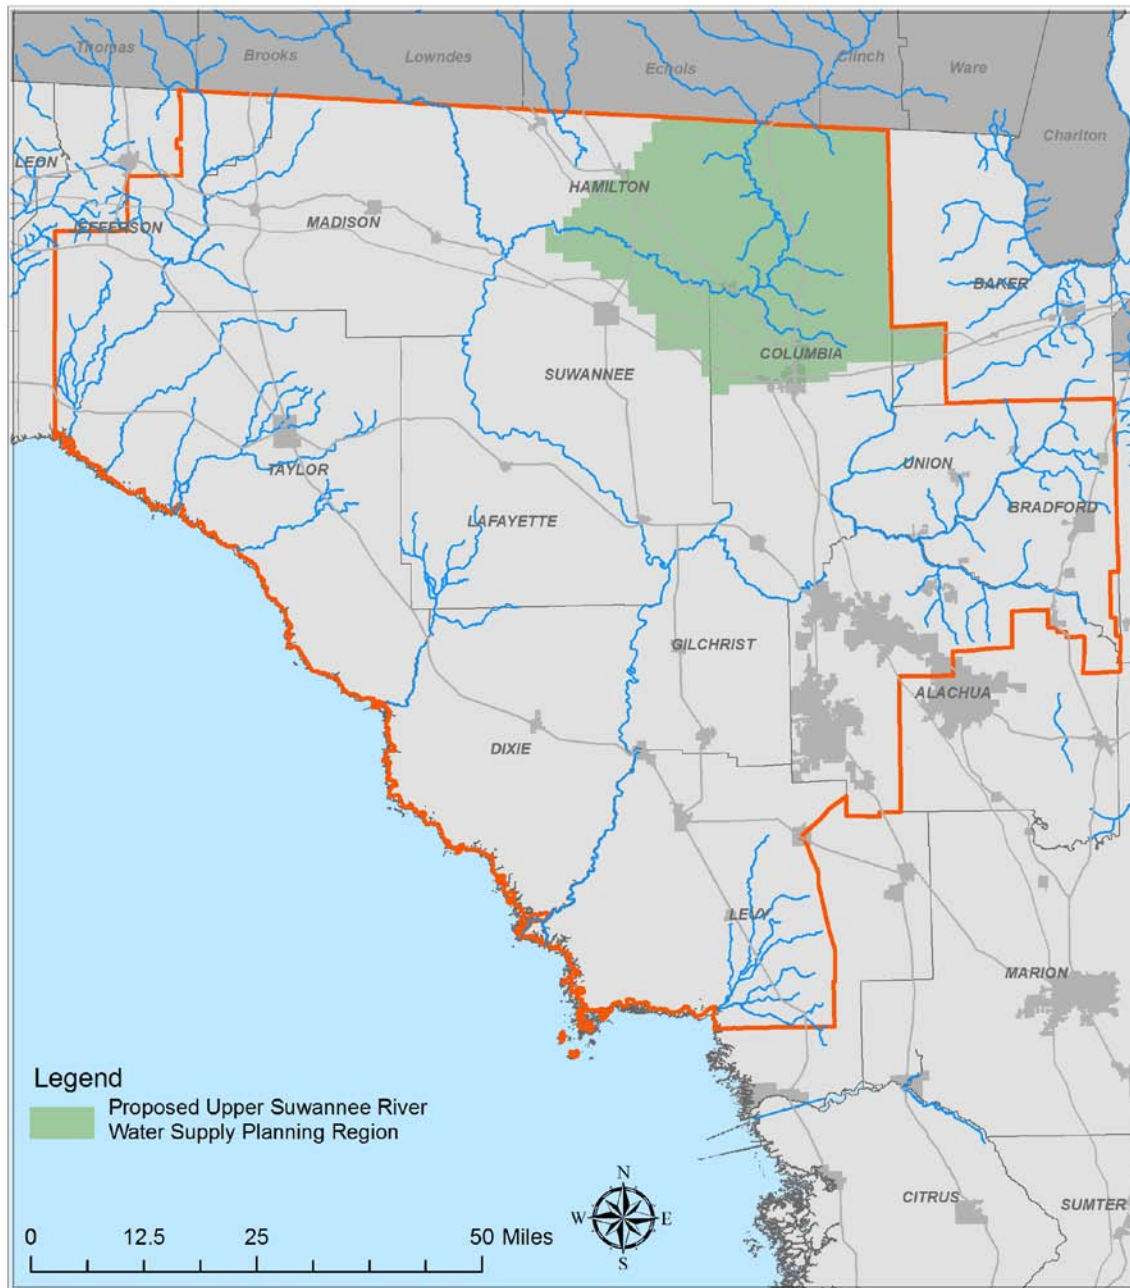 Thomas
Brooks
Lowndes
Echols
Clinch
Ware
Charlton
LEON
HAMILTON
JEFFERSON
MADISON
BAKER
COLUMBIA
SUWANNEE
UNION
TAYLOR
BRADFORD
LAFAYETTE
GILCHRIST
ALACHUA
DIXIE
LEVY
MARION
Legend
Proposed Upper Suwannee River
Water Supply Planning Region
N
W
E
S
CITRUS
SUMTER
0 12.5 25 50 Miles